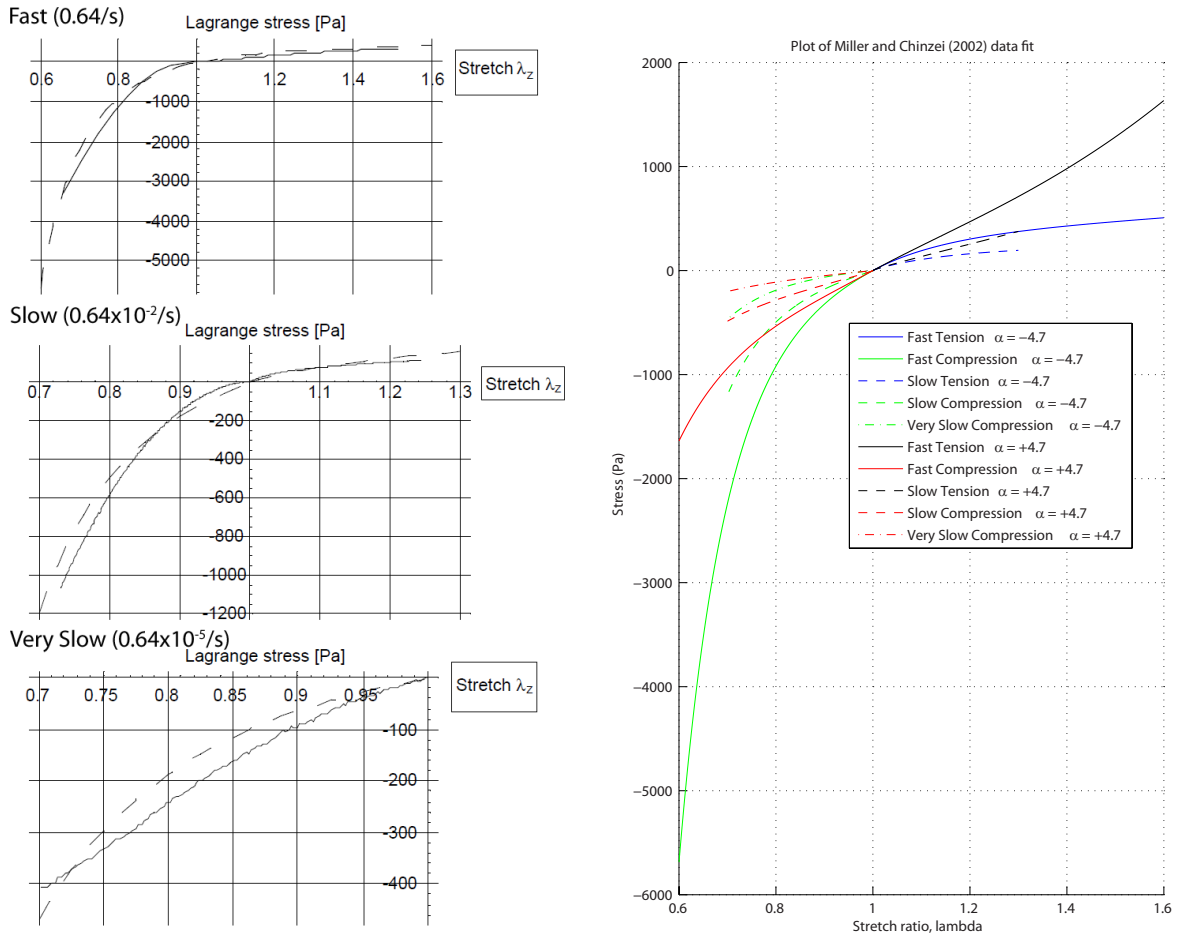 Fast (0.64/s)
Lagrange stress [Pa]
0.6 0.8 1.2 1.4 1.6
Stretch λZ
-1000
-2000
-3000
-4000
-5000
Slow (0.64x10-2/s)
Lagrange stress [Pa]
0.7 0.8 0.9 1.1 1.2 1.3
Stretch λZ
-200
-400
-600
-800
-1000
-1200
Very Slow (0.64x10-5/s)
Lagrange stress [Pa]
0.7 0.75 0.8 0.85 0.9 0.95
Stretch λZ
-100
-200
-300
-400
Plot of Miller and Chinzei (2002) data fit
2000
1000
0
−1000
−2000
−3000
−4000
−5000
−6000
Stress (Pa)
Fast Tension α = −4.7
Fast Compression α = −4.7
Slow Tension α = −4.7
Slow Compression α = −4.7
Very Slow Compression α = −4.7
Fast Tension α = +4.7
Fast Compression α = +4.7
Slow Tension α = +4.7
Slow Compression α = +4.7
Very Slow Compression α = +4.7
0.6 0.8 1 1.2 1.4 1.6
Stress ratio, lambda